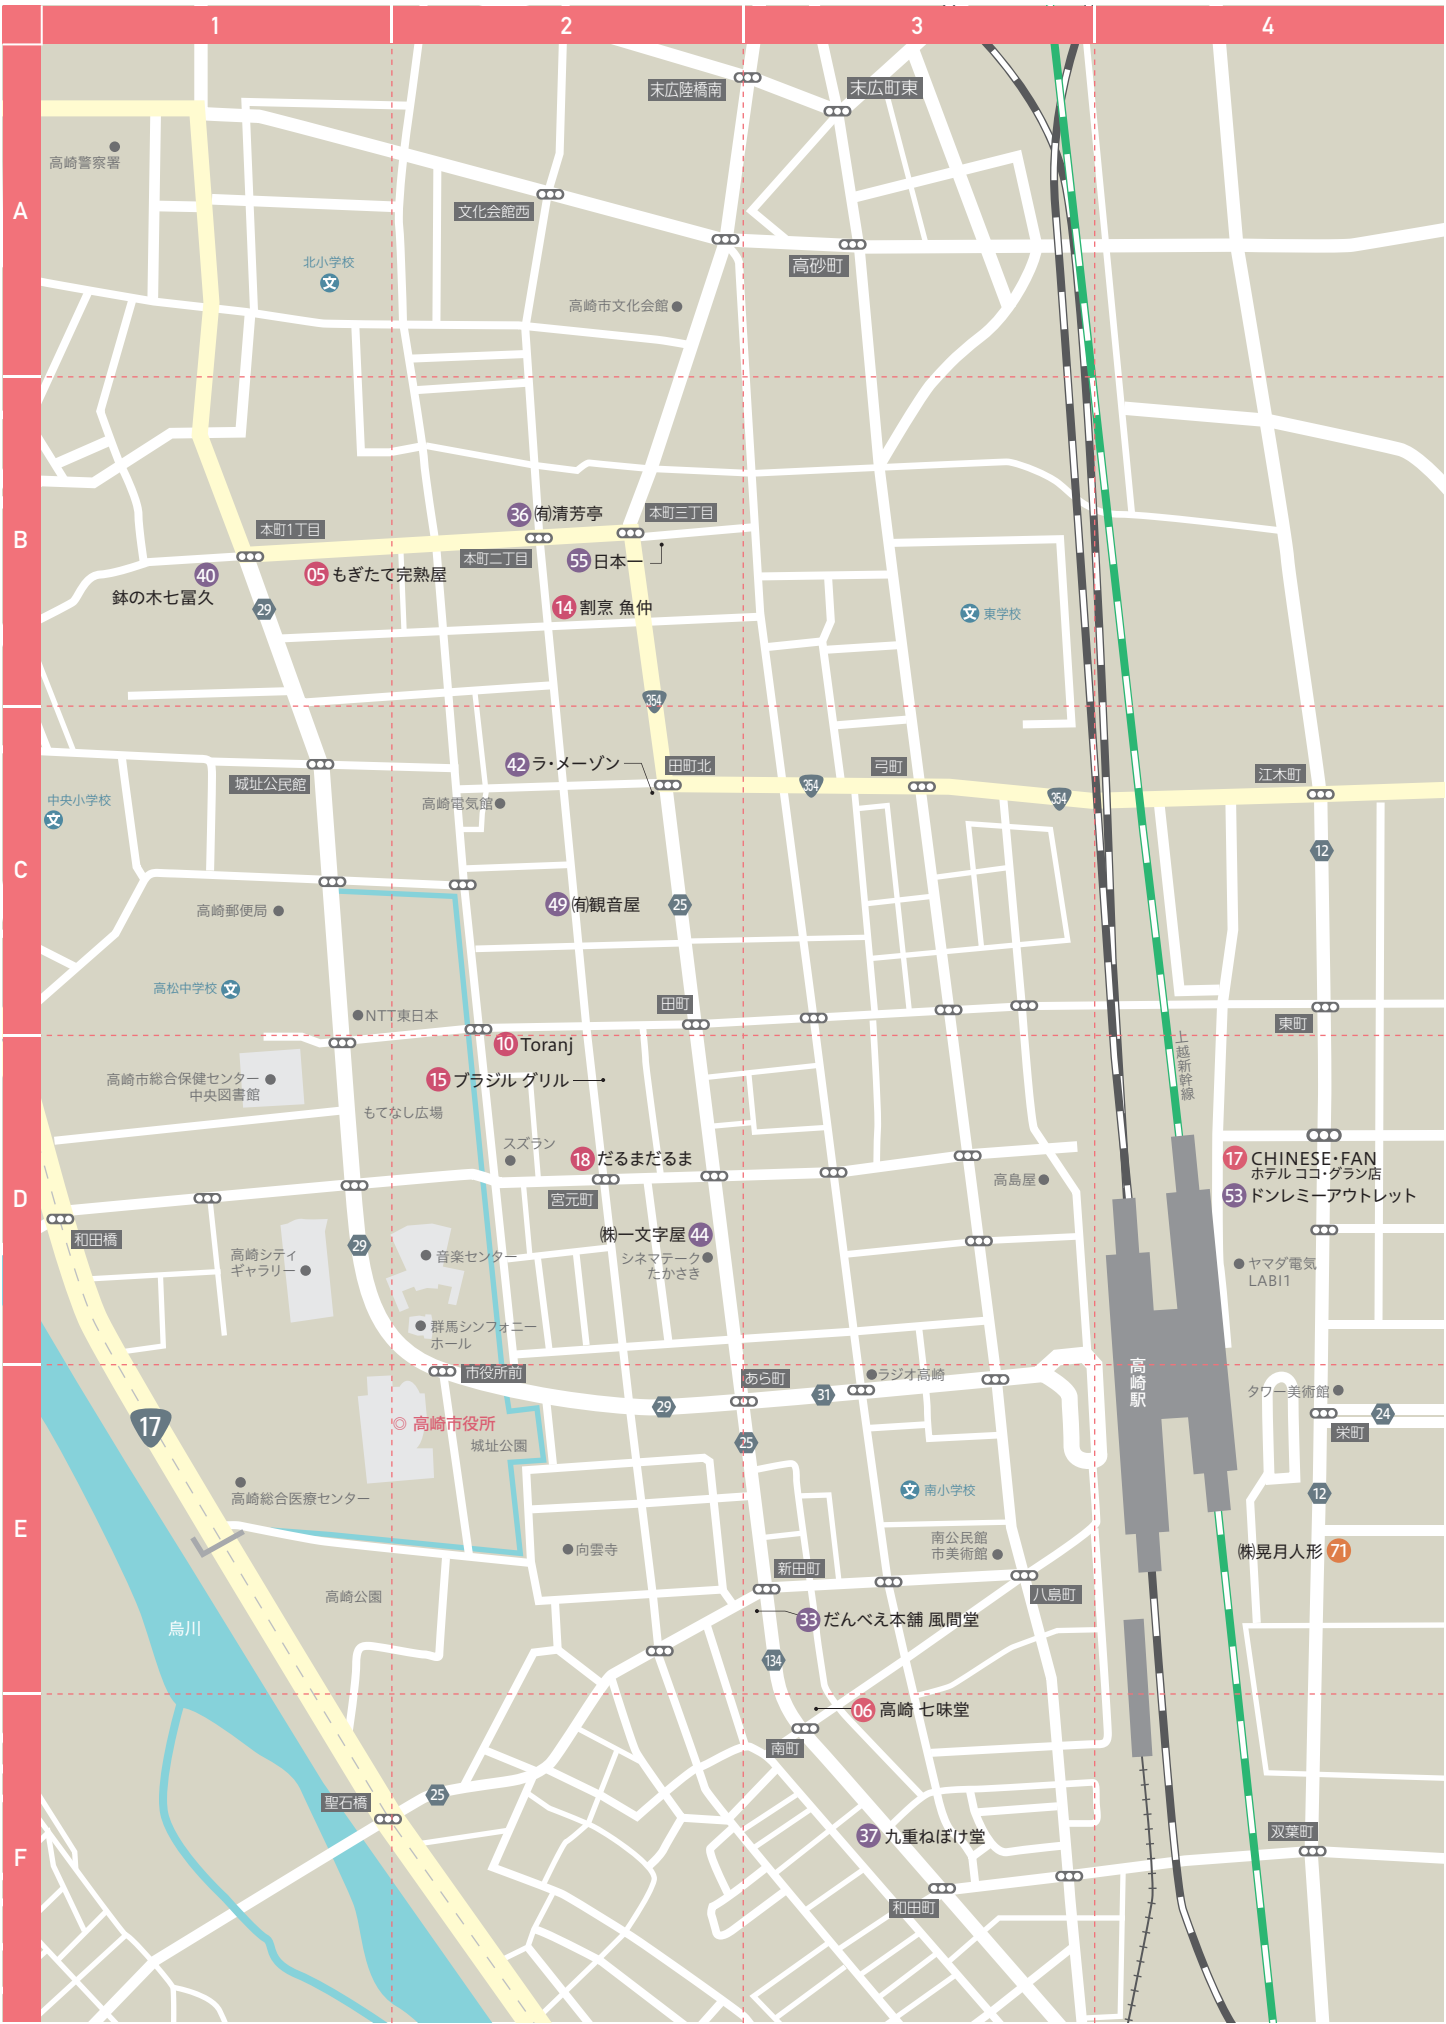 1
2
3
4
A
末広陸橋南
末広町東
高崎警察署
文化会館西
北小学校
文
高砂町
高崎市文化会館
B
36 ㈲清芳亭
本町三丁目
本町1丁目
本町二丁目
55 日本一
40
鉢の木七冨久
05 もぎたて完熟屋
29
14 割烹 魚仲
文 東学校
354
C
城址公民館
42 ラ・メーゾン
田町北
弓町
江木町
354
354
中央小学校
文
高崎電気館
12
高崎郵便局
49 ㈲観音屋
25
高松中学校 文
NTT東日本
田町
東町
D
10 Toranj
上越新幹線
高崎市総合保健センター
中央図書館
15 ブラジル グリル
もてなし広場
スズラン
18 だるまだるま
高島屋
宮元町
17 CHINESE・FAN
ホテル ココ・グラン店
53 ドンレミーアウトレット
和田橋
29
高崎シティ
ギャラリー
音楽センター
㈱一文字屋 44
シネマテーク
たかさき
ヤマダ電気
LABI1
群馬シンフォニー
ホール
E
市役所前
あら町
ラジオ高崎
高崎駅
29
31
タワー美術館
24
栄町
17
◎ 高崎市役所
城址公園
25
高崎総合医療センター
文 南小学校
12
向雲寺
南公民館
市美術館
㈱晃月人形 71
新田町
八島町
高崎公園
烏川
33 だんべえ本舗 風間堂
134
F
06 高崎 七味堂
南町
聖石橋
25
37 九重ねぼけ堂
双葉町
和田町